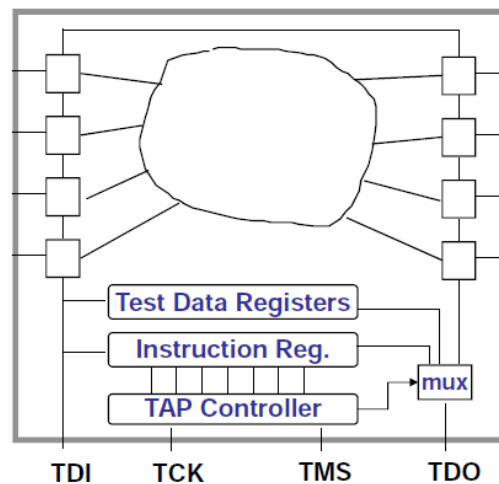 Test Data Registers
Instruction Reg.
mux
TAP Controller
TDI TCK TMS TDO